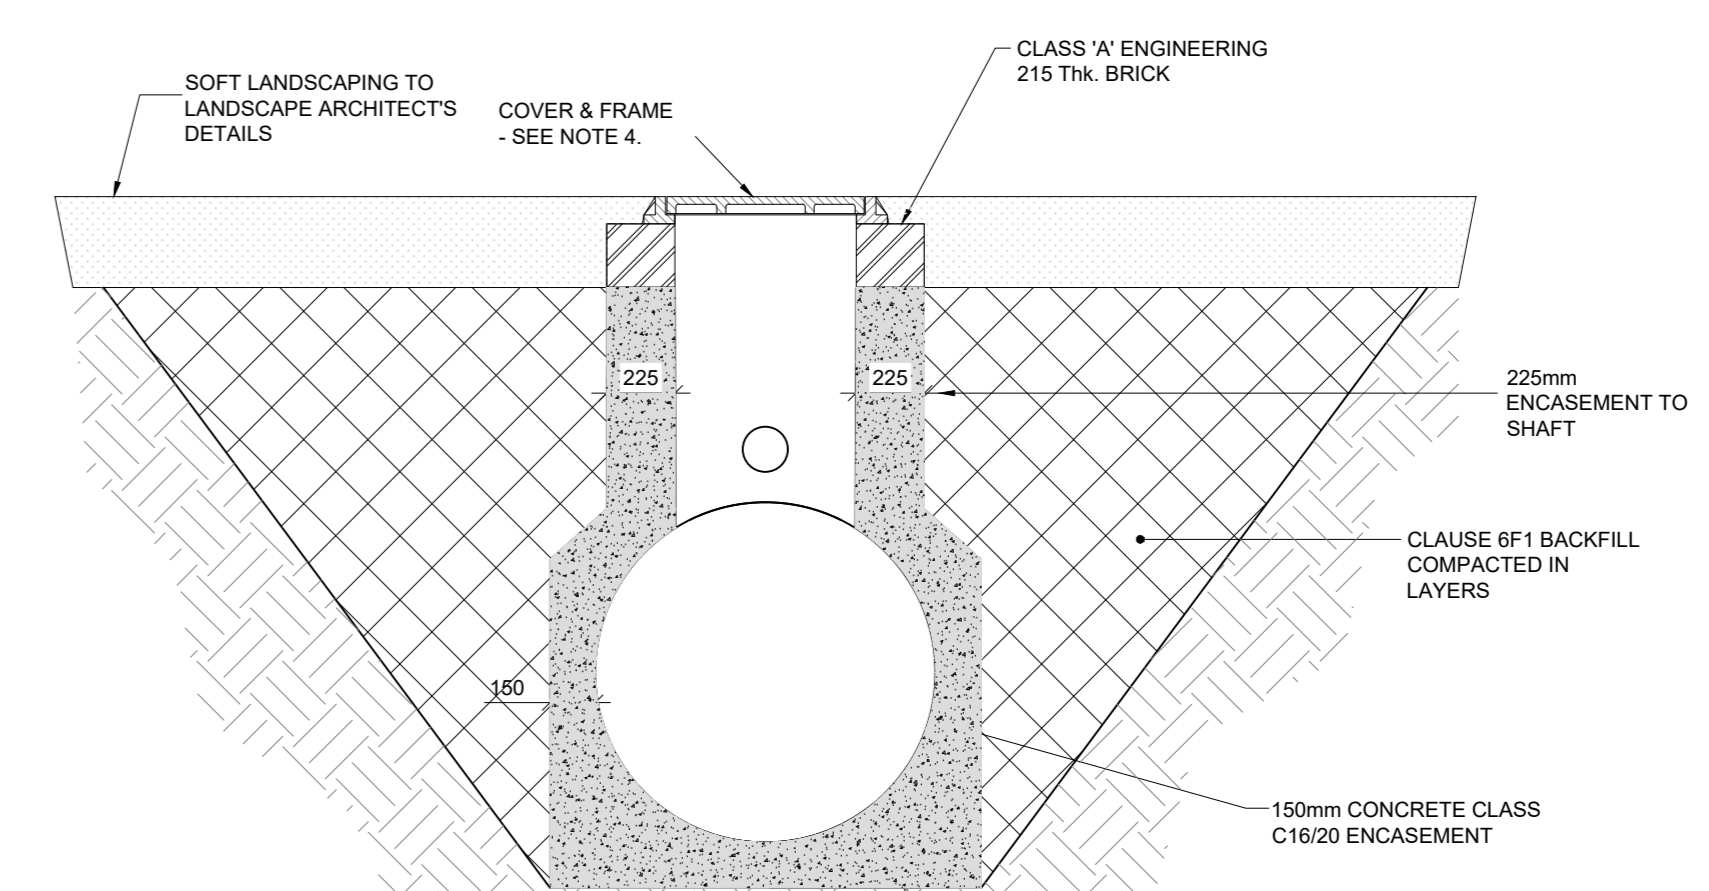 CLASS 'A' ENGINEERING
215 Thk. BRICK
SOFT LANDSCAPING TO
LANDSCAPE ARCHITECT'S
DETAILS
COVER & FRAME
- SEE NOTE 4.
225
225
225mm
ENCASEMENT TO
SHAFT
CLAUSE 6F1 BACKFILL
COMPACTED IN
LAYERS
150
150mm CONCRETE CLASS
C16/20 ENCASEMENT